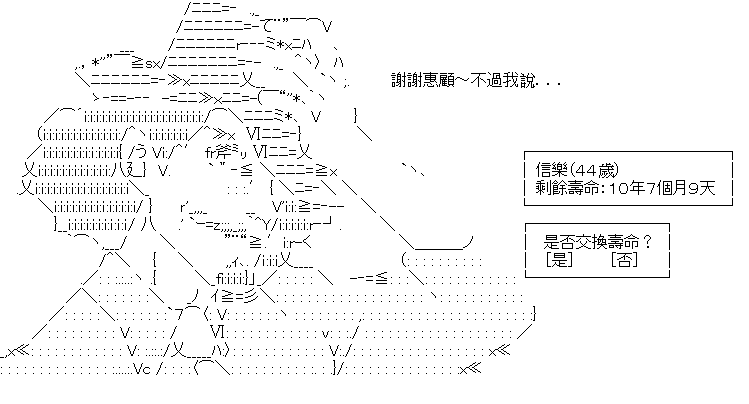 謝謝惠顧～不過我說...
信樂(44歲)
剩餘壽命：10年7個月9天
是否交換壽命？
[是] [否]